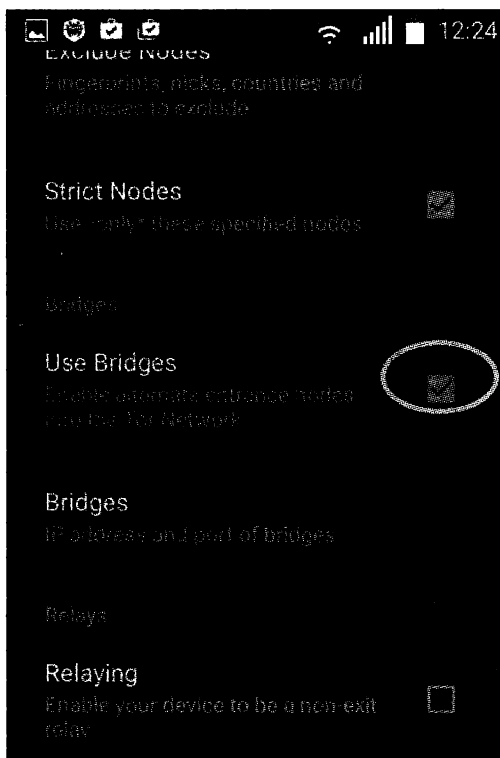 12:24
Exclude Nodes
Fingerprints, nicks, countries and
addresses to exclude
Strict Nodes
Use *only* these specified nodes
Bridges
Use Bridges
Enable alternate entrance nodes
into the Tor Network
Bridges
IP address and port of bridges
Relays
Relaying
Enable your device to be a non-exit
relay